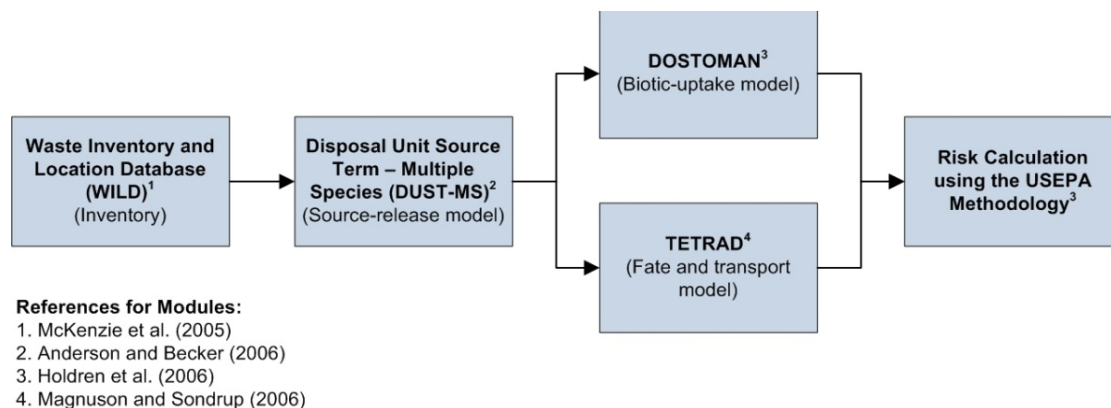 Waste Inventory and
Location Database
(WILD)¹
(Inventory)
Disposal Unit Source
Term – Multiple
Species (DUST-MS)²
(Source-release model)
DOSTOMAN³
(Biotic-uptake model)
TETRAD⁴
(Fate and transport
model)
Risk Calculation
using the USEPA
Methodology³
References for Modules:
1. McKenzie et al. (2005)
2. Anderson and Becker (2006)
3. Holdren et al. (2006)
4. Magnuson and Sondrup (2006)